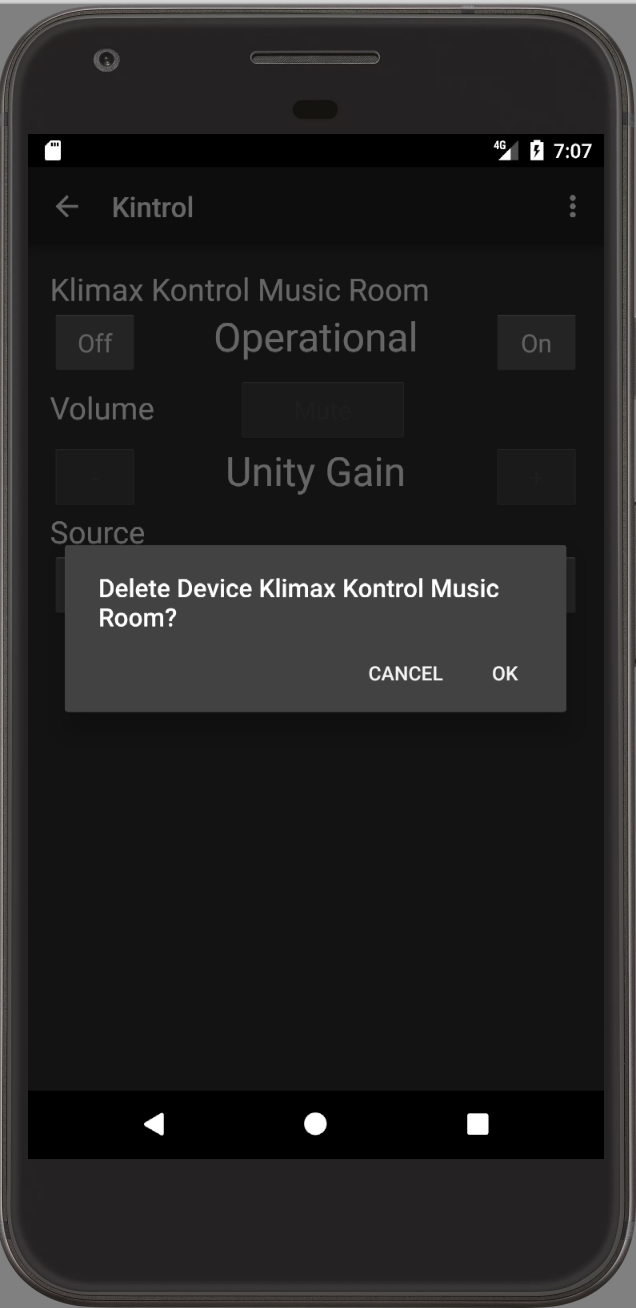 4G 7:07
Kintrol
Klimax Kontrol Music Room
Off Operational On
Volume Mute
- Unity Gain +
Source
Delete Device Klimax Kontrol Music
Room?
CANCEL OK